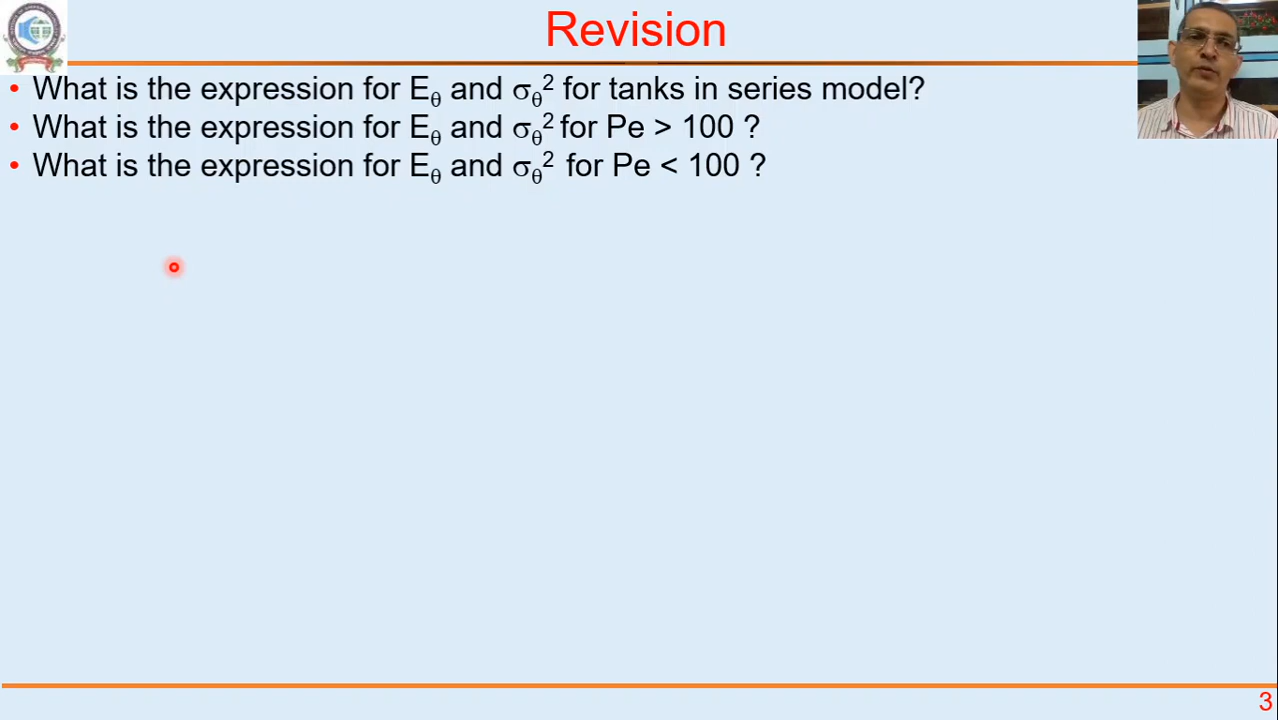 Revision
• What is the expression for Eθ and σθ² for tanks in series model?
• What is the expression for Eθ and σθ² for Pe > 100 ?
• What is the expression for Eθ and σθ² for Pe < 100 ?
3